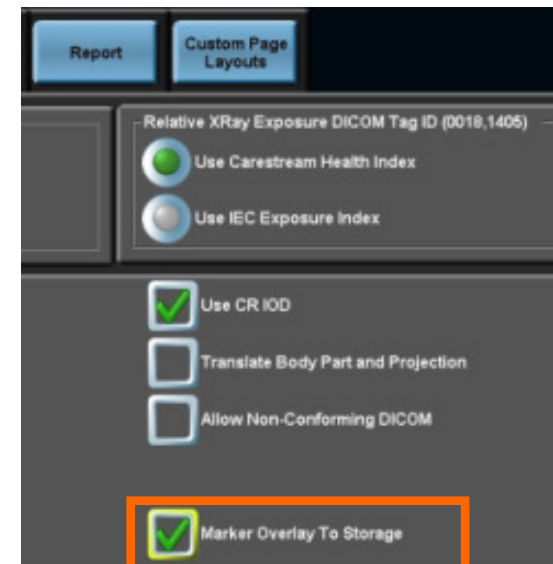 Report
Custom Page
Layouts
Relative XRay Exposure DICOM Tag ID (0018,1405)
Use Carestream Health Index
Use IEC Exposure Index
Use CR IOD
Translate Body Part and Projection
Allow Non-Conforming DICOM
Marker Overlay To Storage